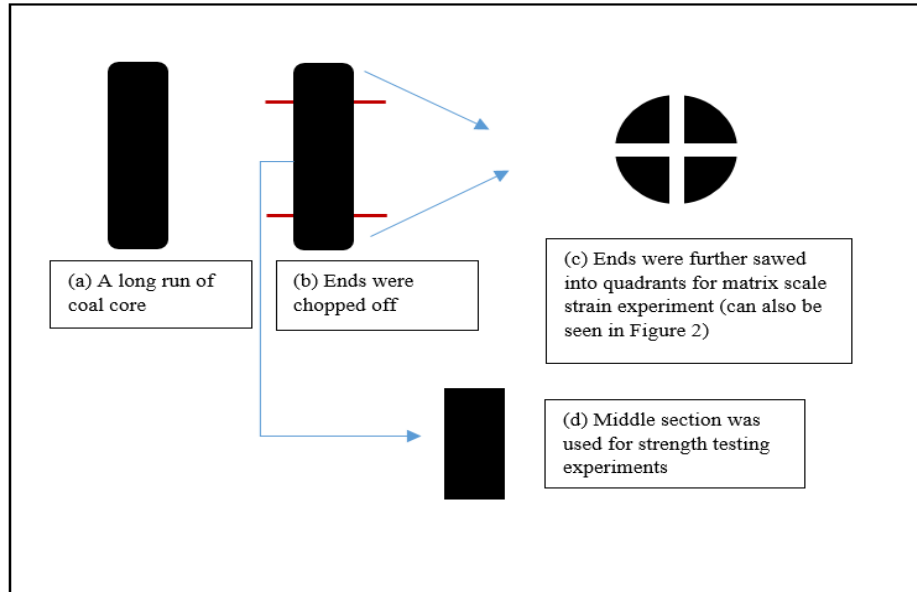 (a) A long run of
coal core
(b) Ends were
chopped off
(c) Ends were further sawed
into quadrants for matrix scale
strain experiment (can also be
seen in Figure 2)
(d) Middle section was
used for strength testing
experiments